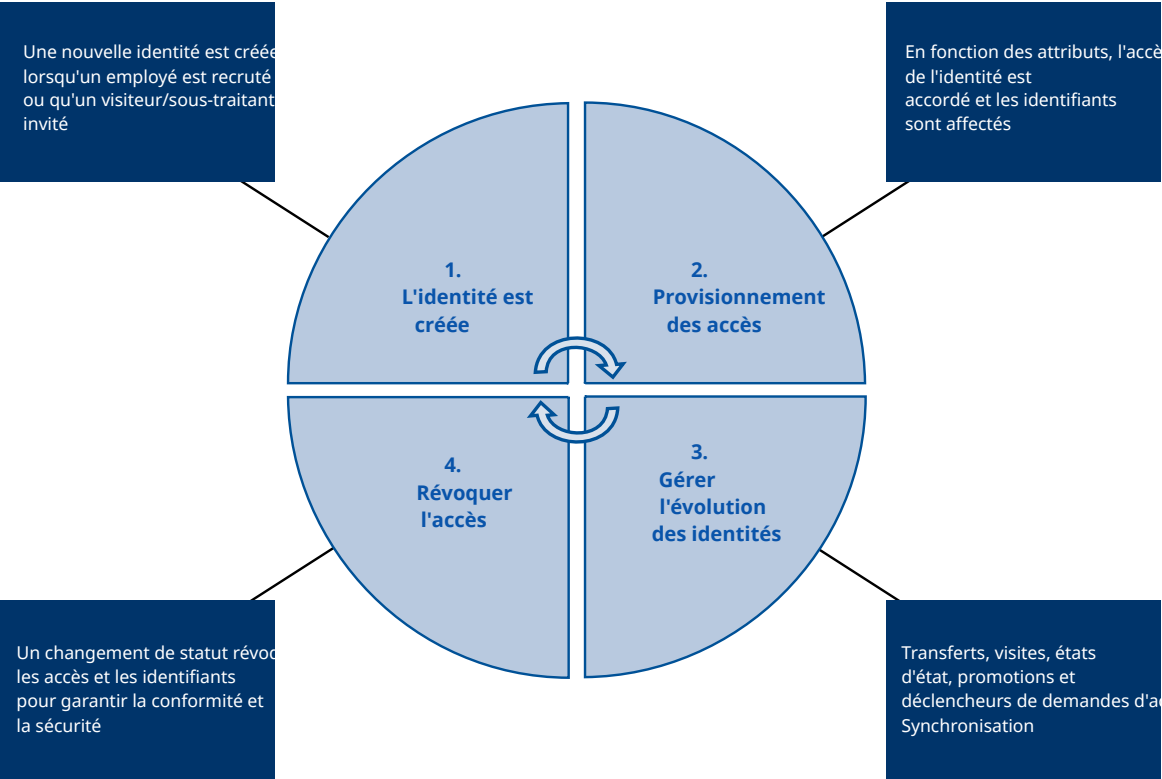 Une nouvelle identité est créée
lorsqu'un employé est recruté
ou qu'un visiteur/sous-traitant
invité
En fonction des attributs, l'accè
de l'identité est
accordé et les identifiants
sont affectés
1.
L'identité est
créée
2.
Provisionnement
des accès
4.
Révoquer
l'accès
3.
Gérer
l'évolution
des identités
Un changement de statut révoq
les accès et les identifiants
pour garantir la conformité et
la sécurité
Transferts, visites, états
d'état, promotions et
déclencheurs de demandes d'ac
Synchronisation